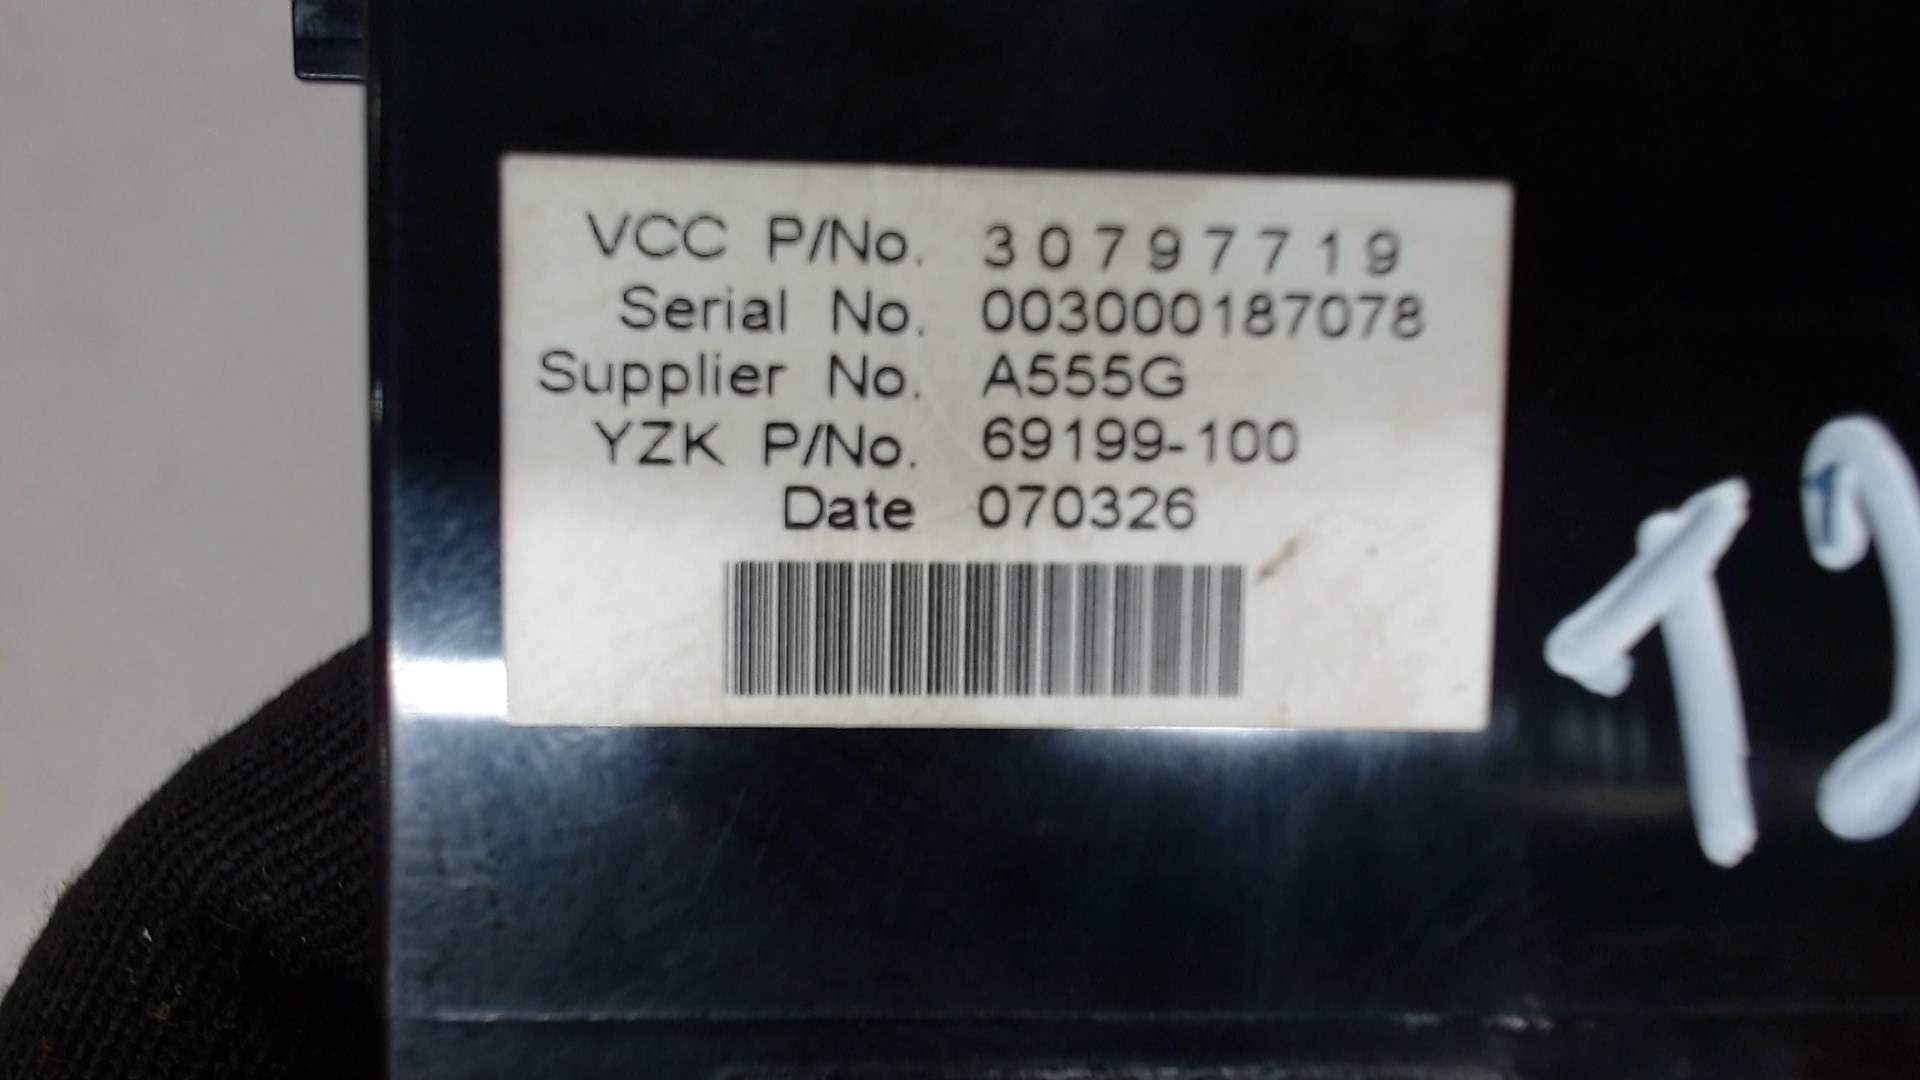 VCC P/No. 30797719
Serial No. 003000187078
Supplier No. A555G
YZK P/No. 69199-100
Date 070326